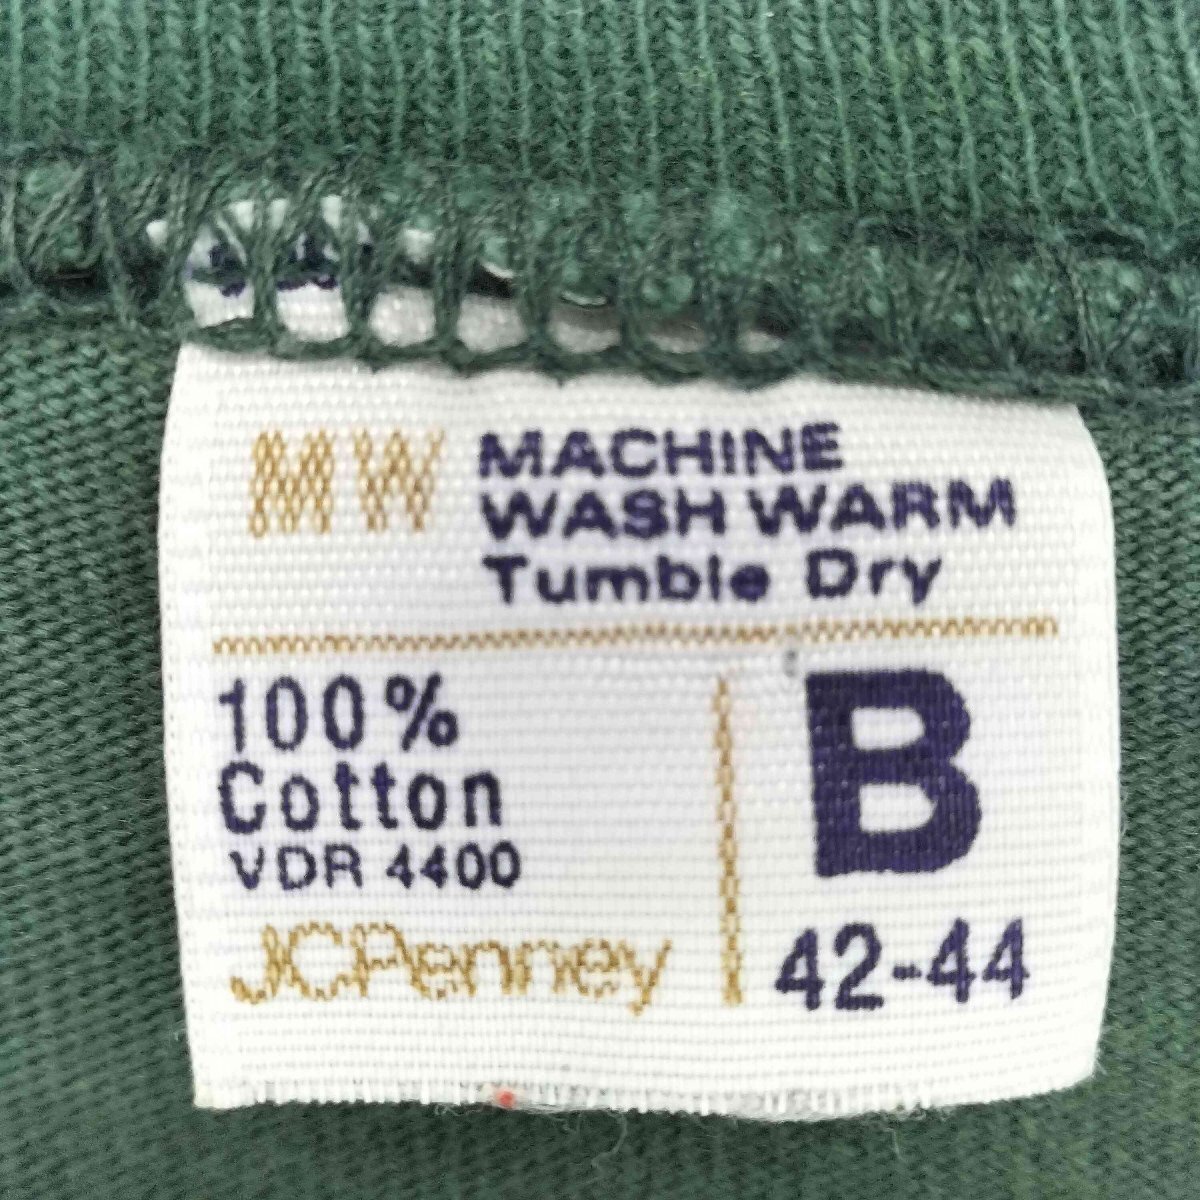 MW
MACHINE
WASH WARM
Tumble Dry
100%
Cotton
VDR 4400
JCPenney
B
42-44